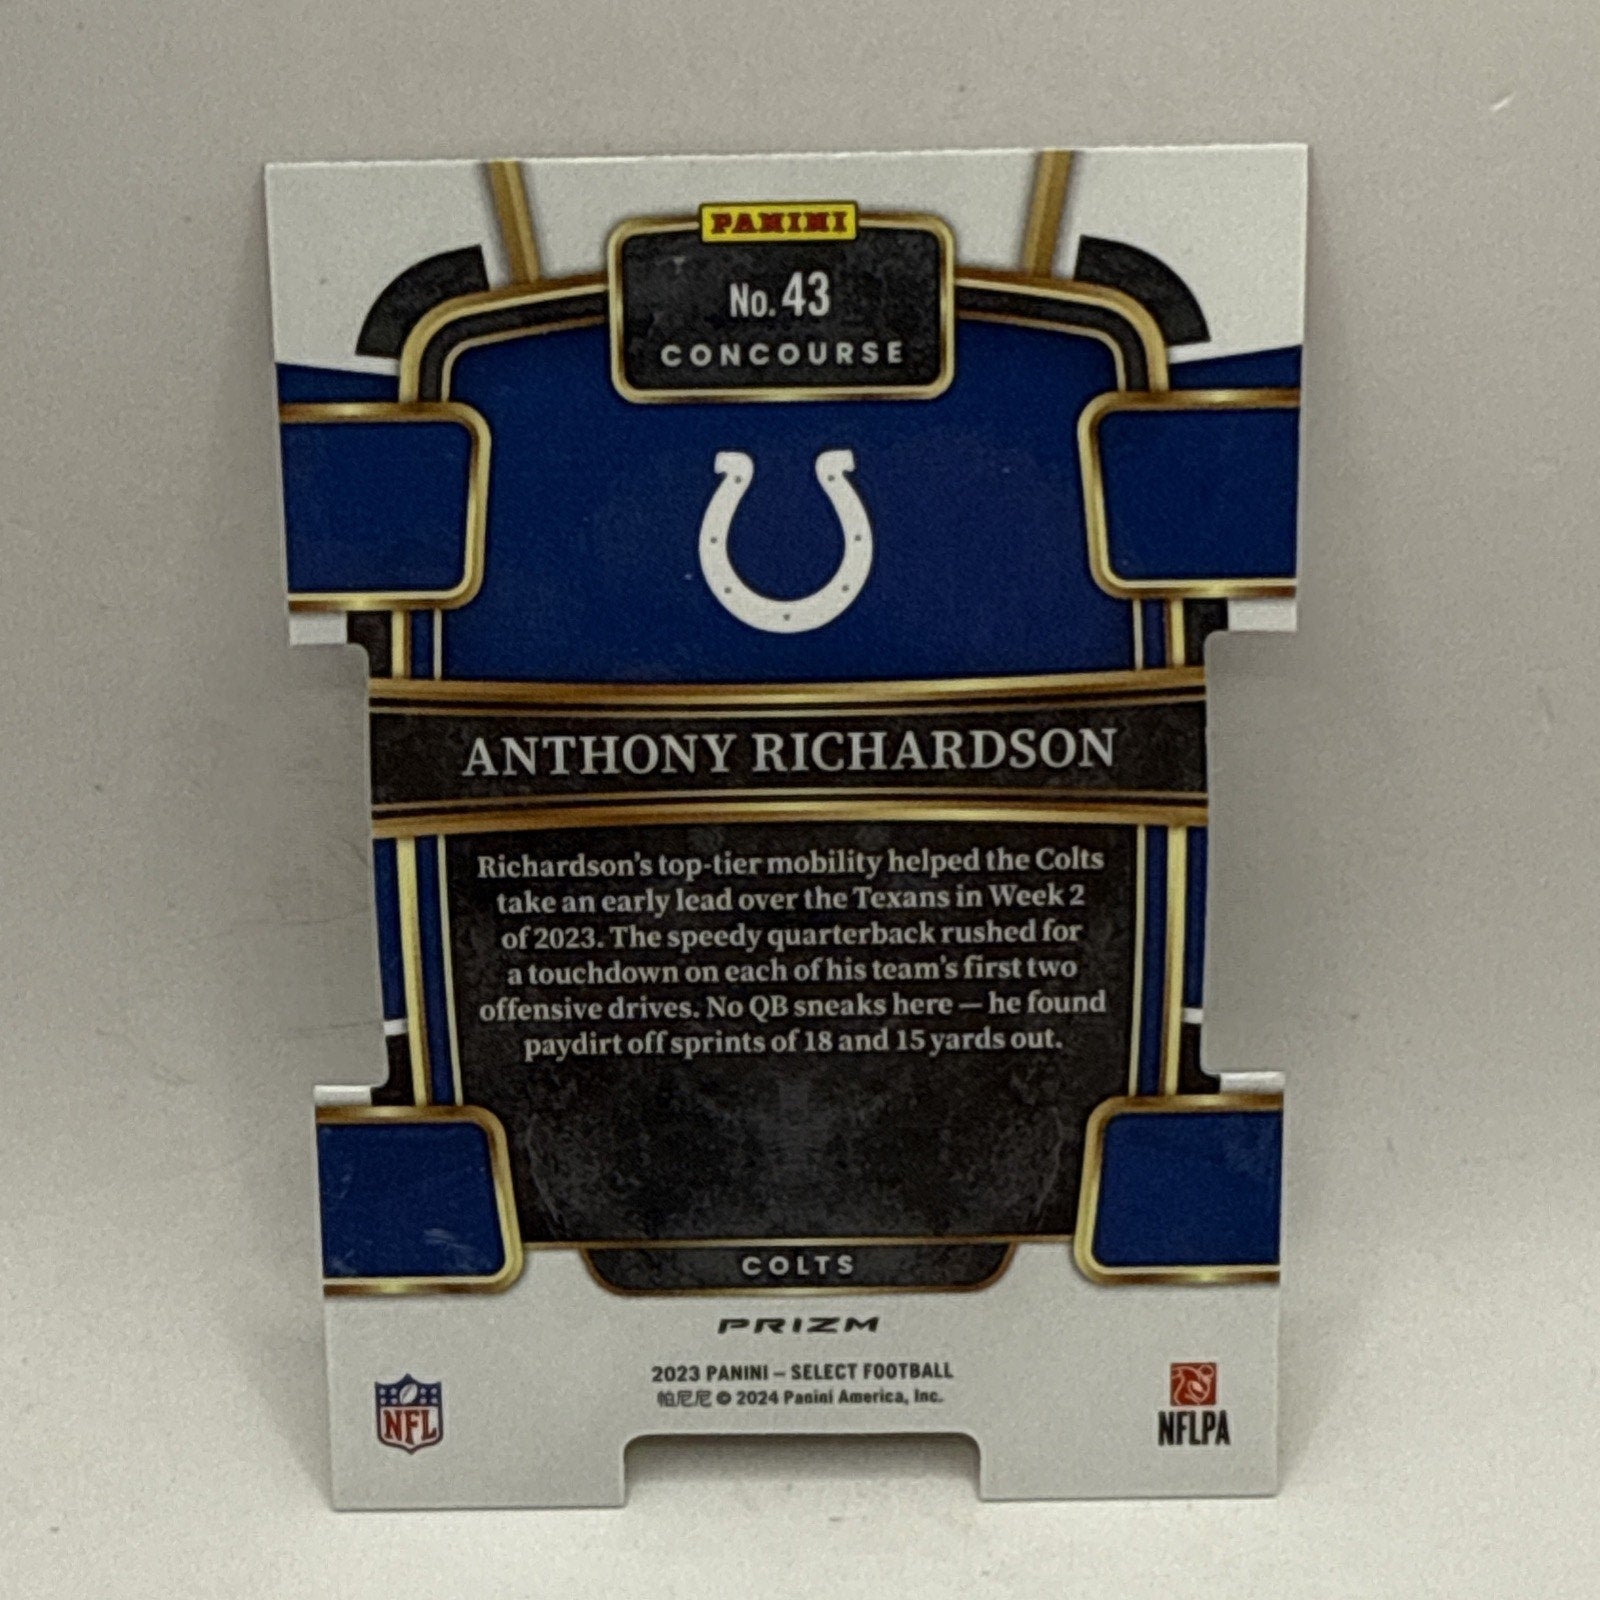 PANINI
No. 43
CONCOURSE
ANTHONY RICHARDSON
Richardson's top-tier mobility helped the Colts
take an early lead over the Texans in Week 2
of 2023. The speedy quarterback rushed for
a touchdown on each of his team's first two
offensive drives. No QB sneaks here — he found
paydirt off sprints of 18 and 15 yards out.
COLTS
PRIZM
2023 PANINI – SELECT FOOTBALL
帕尼尼 © 2024 Panini America, Inc.
NFL
NFLPA